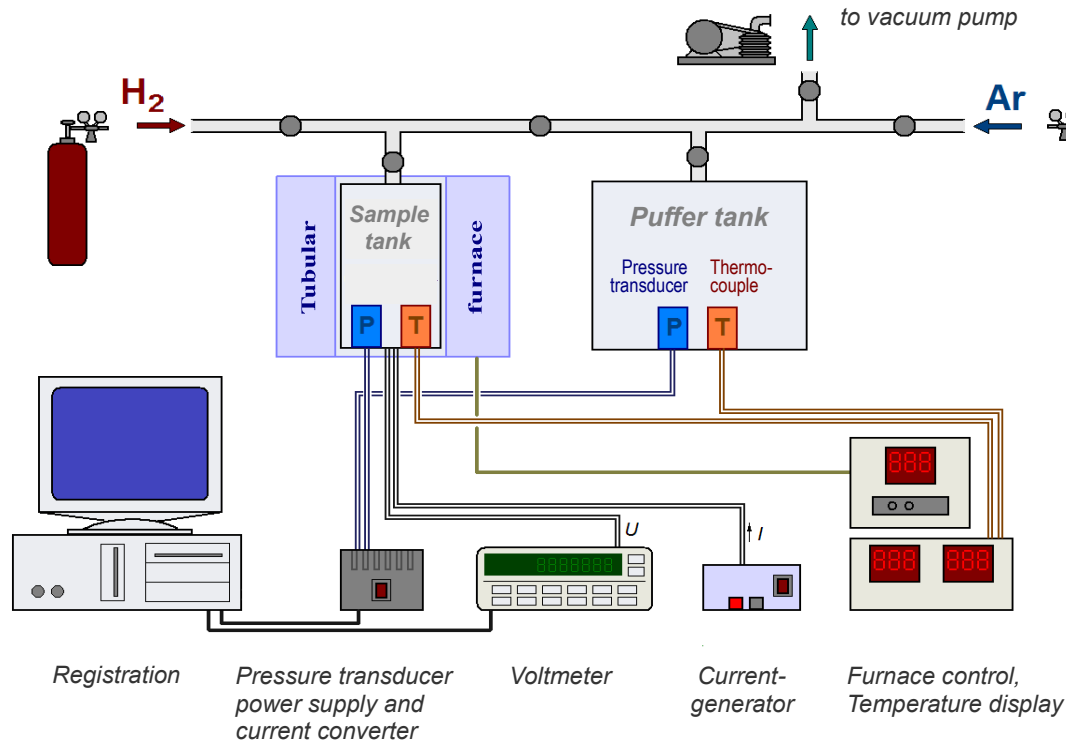 to vacuum pump
H2
Ar
Tubular
Sample
tank
furnace
Puffer tank
Pressure
transducer
Thermo-
couple
P
T
P
T
888
U
I
8888888
888
888
Registration
Pressure transducer
power supply and
current converter
Voltmeter
Current-
generator
Furnace control,
Temperature display